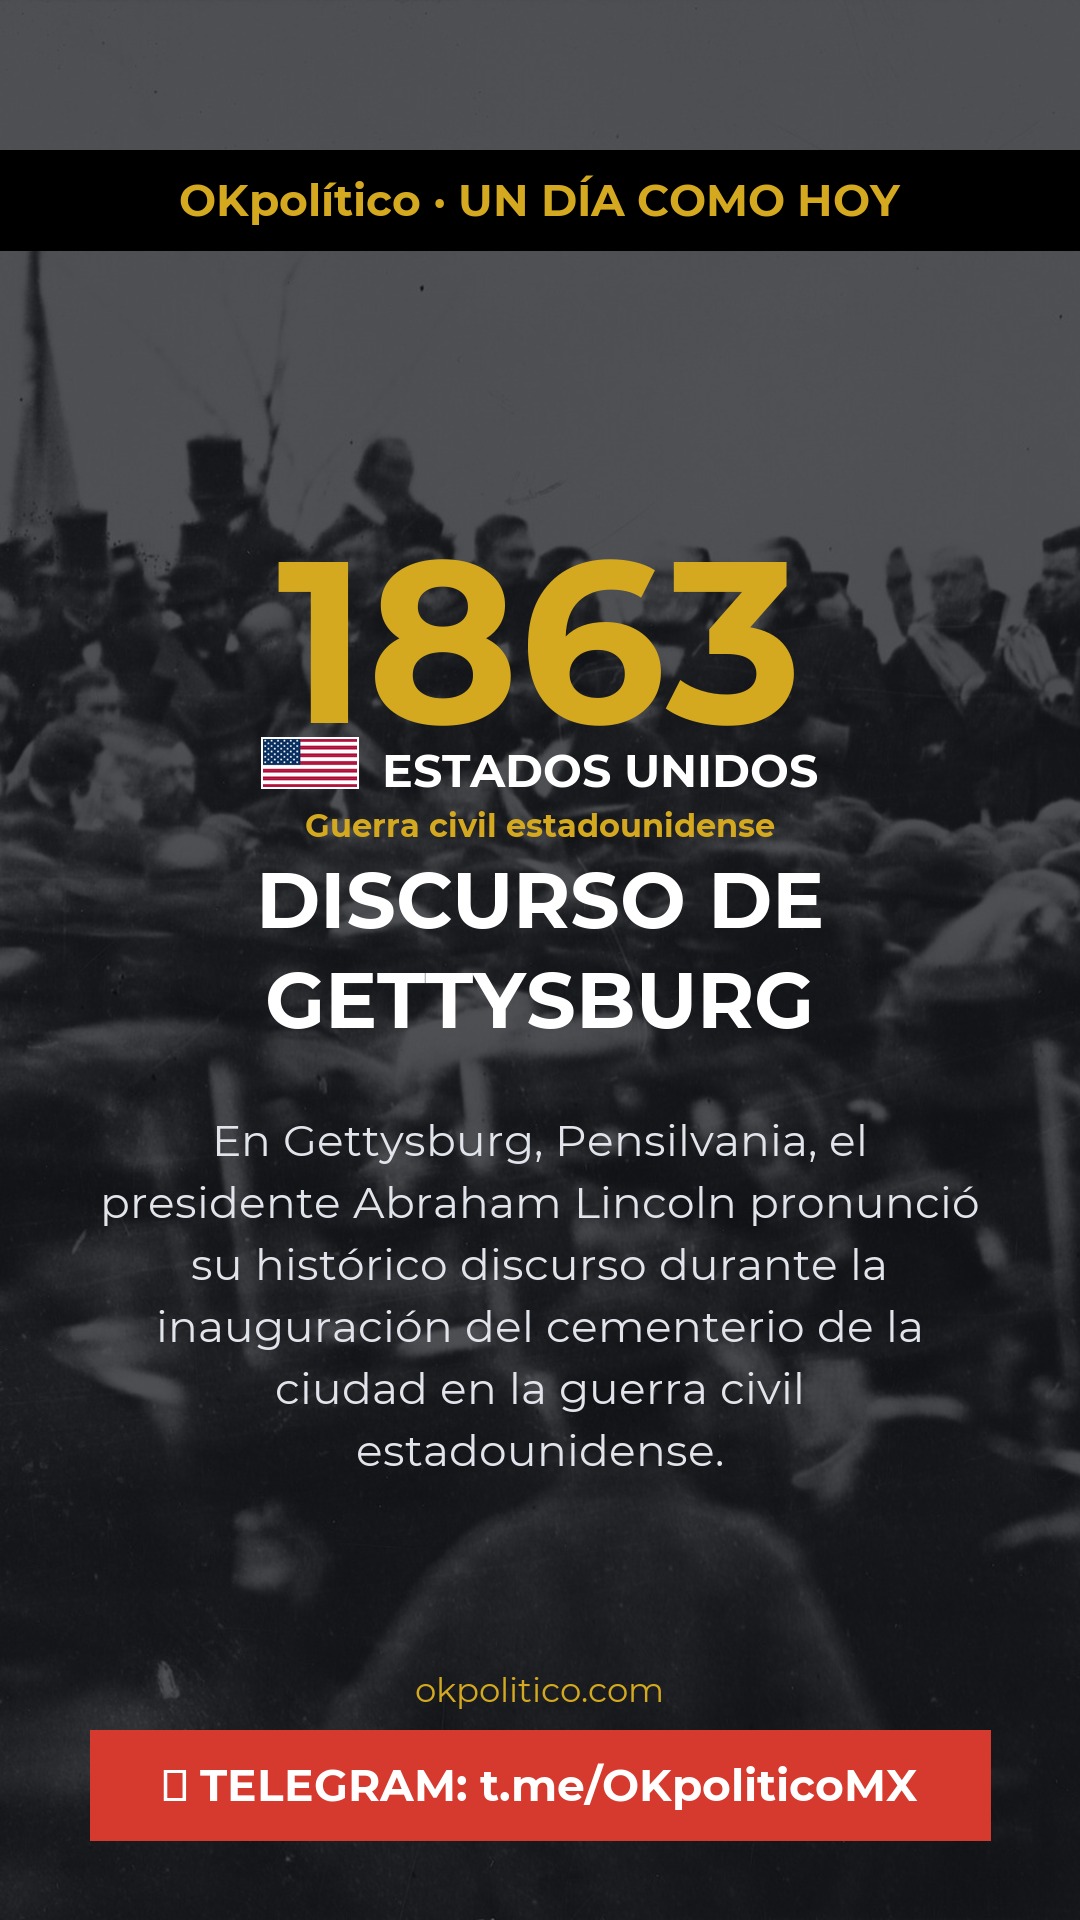 OKpolítico · UN DÍA COMO HOY
1863
ESTADOS UNIDOS
Guerra civil estadounidense
DISCURSO DE
GETTYSBURG
En Gettysburg, Pensilvania, el
presidente Abraham Lincoln pronunció
su histórico discurso durante la
inauguración del cementerio de la
ciudad en la guerra civil
estadounidense.
okpolitico.com
TELEGRAM: t.me/OKpoliticoMX